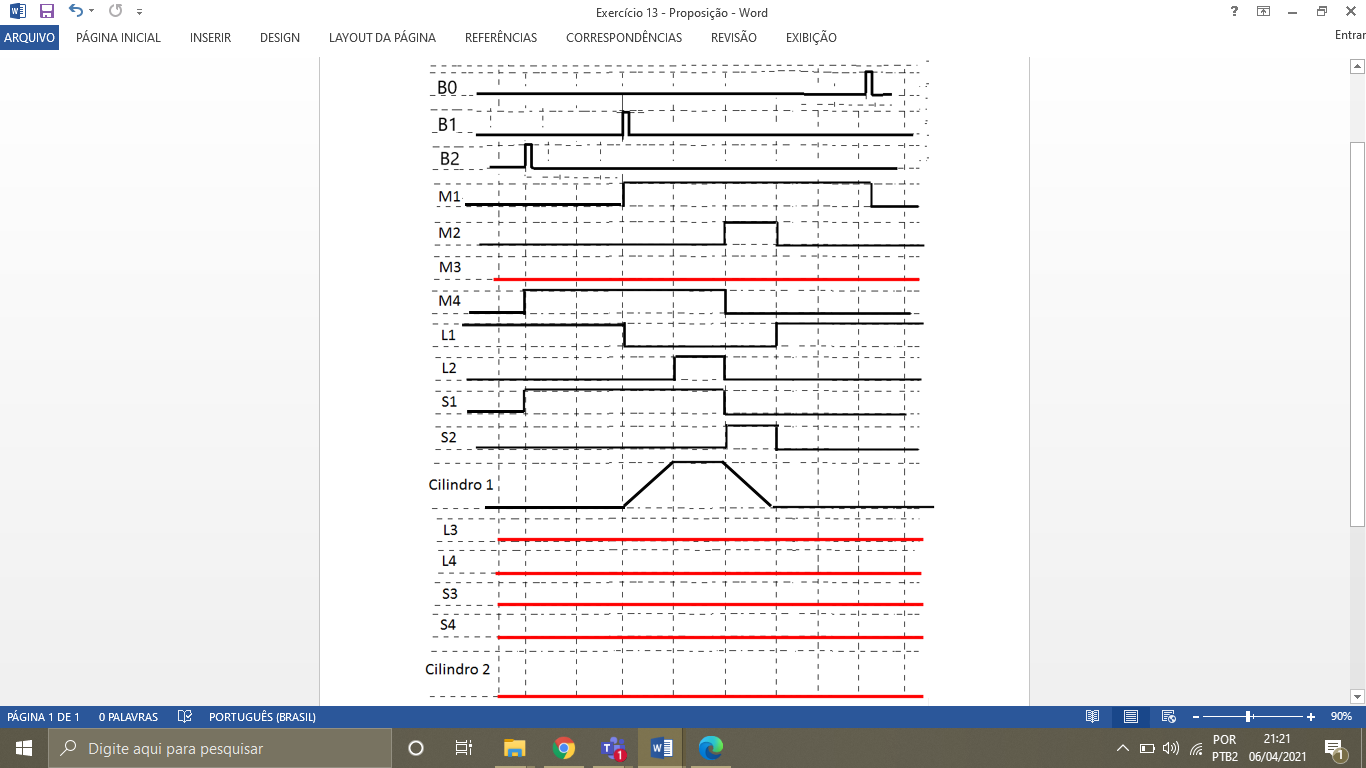 Exercício 13 - Proposição - Word
?
ARQUIVO PÁGINA INICIAL INSERIR DESIGN LAYOUT DA PÁGINA REFERÊNCIAS CORRESPONDÊNCIAS REVISÃO EXIBIÇÃO Entrar
B0
B1
B2
M1
M2
M3
M4
L1
L2
S1
S2
Cilindro 1
L3
L4
S3
S4
Cilindro 2
PÁGINA 1 DE 1 0 PALAVRAS PORTUGUÊS (BRASIL) 90%
Digite aqui para pesquisar
1
POR
PTB2
21:21
06/04/2021
1